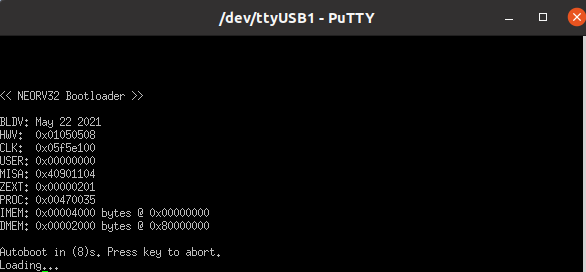 /dev/ttyUSB1 - PuTTY
<< NEORV32 Bootloader >>
BLDV: May 22 2021
HWV:  0x01050508
CLK:  0x05f5e100
USER: 0x00000000
MISA: 0x40901104
ZEXT: 0x00000201
PROC: 0x00470035
IMEM: 0x00004000 bytes @ 0x00000000
DMEM: 0x00002000 bytes @ 0x80000000
Autoboot in (8)s. Press key to abort.
Loading...